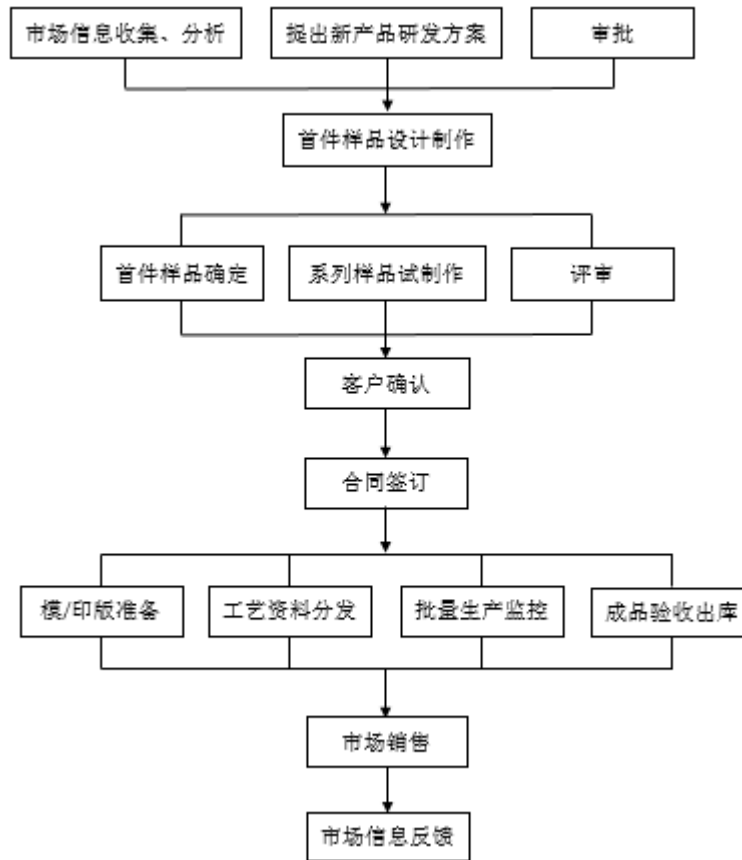 市场信息收集、分析
提出新产品研发方案
审批
首件样品设计制作
首件样品确定
系列样品试制作
评审
客户确认
合同签订
模/印版准备
工艺资料分发
批量生产监控
成品验收出库
市场销售
市场信息反馈